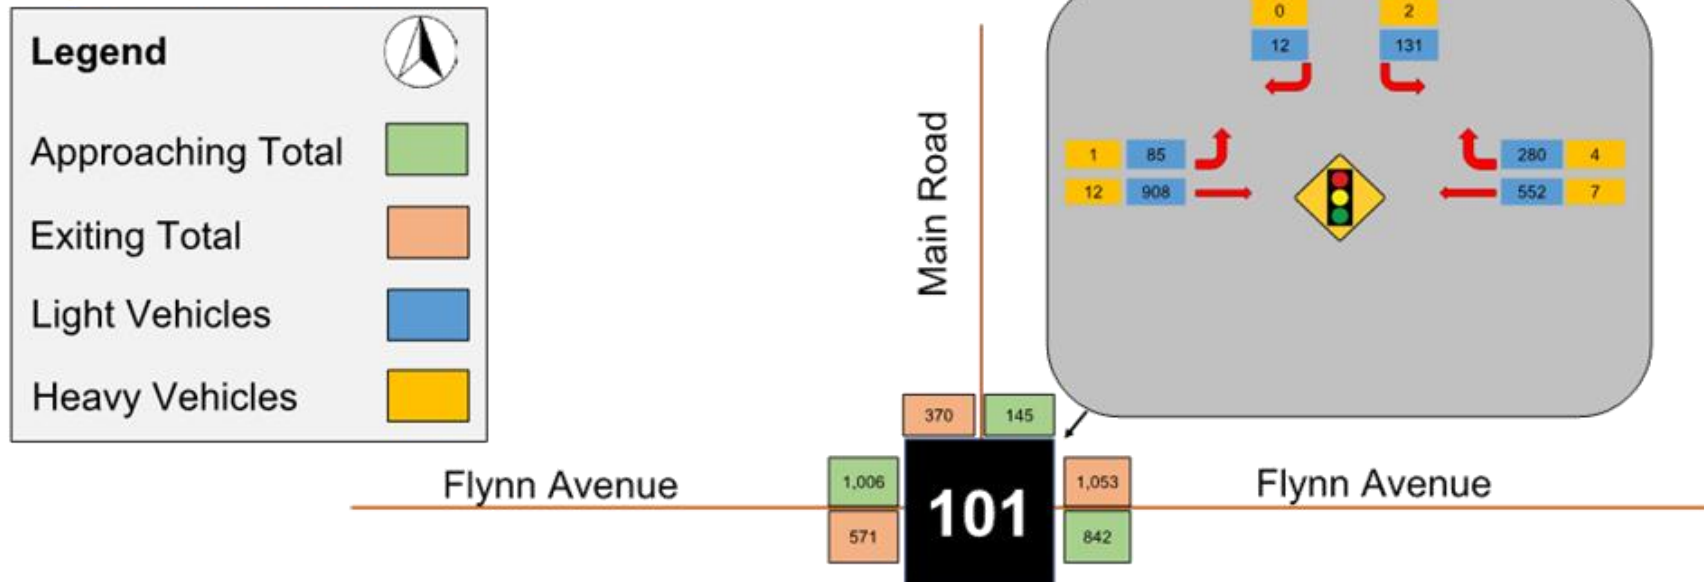 Legend
Approaching Total
Exiting Total
Light Vehicles
Heavy Vehicles
Main Road
0 2
12 131
1 85 280 4
12 908 552 7
370 145
Flynn Avenue 1,006 1,053 Flynn Avenue
101
571 842